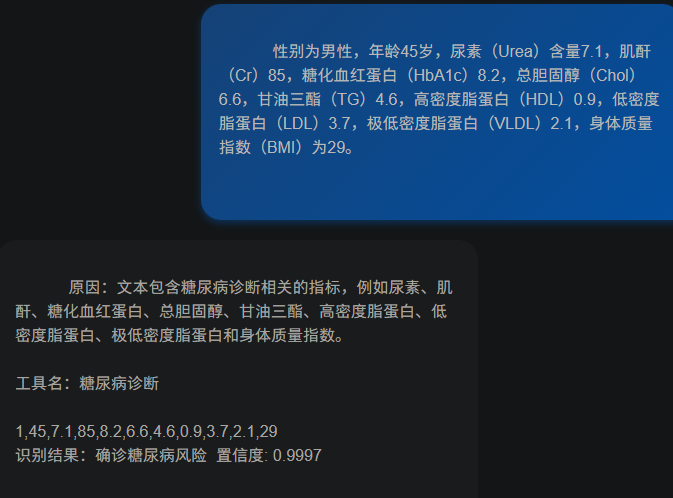 性别为男性，年龄45岁，尿素（Urea）含量7.1，肌酐
（Cr）85，糖化血红蛋白（HbA1c）8.2，总胆固醇（Chol）
6.6，甘油三酯（TG）4.6，高密度脂蛋白（HDL）0.9，低密度
脂蛋白（LDL）3.7，极低密度脂蛋白（VLDL）2.1，身体质量
指数（BMI）为29。
原因：文本包含糖尿病诊断相关的指标，例如尿素、肌
酐、糖化血红蛋白、总胆固醇、甘油三酯、高密度脂蛋白、低
密度脂蛋白、极低密度脂蛋白和身体质量指数。
工具名：糖尿病诊断
1,45,7.1,85,8.2,6.6,4.6,0.9,3.7,2.1,29
识别结果：确诊糖尿病风险 置信度: 0.9997